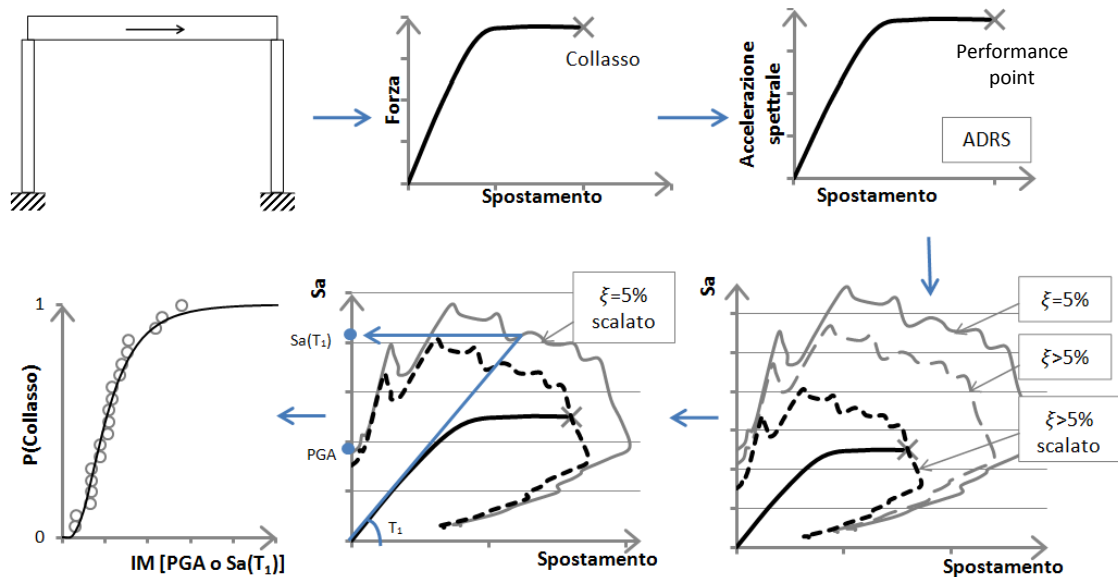 Forza
Collasso
Spostamento
Accelerazione
spettrale
Performance
point
ADRS
Spostamento
1
P(Collasso)
0
IM [PGA o Sa(T₁)]
Sa
ξ=5%
scalato
Sa(T₁)
PGA
T₁
Spostamento
Sa
ξ=5%
ξ>5%
ξ>5%
scalato
Spostamento